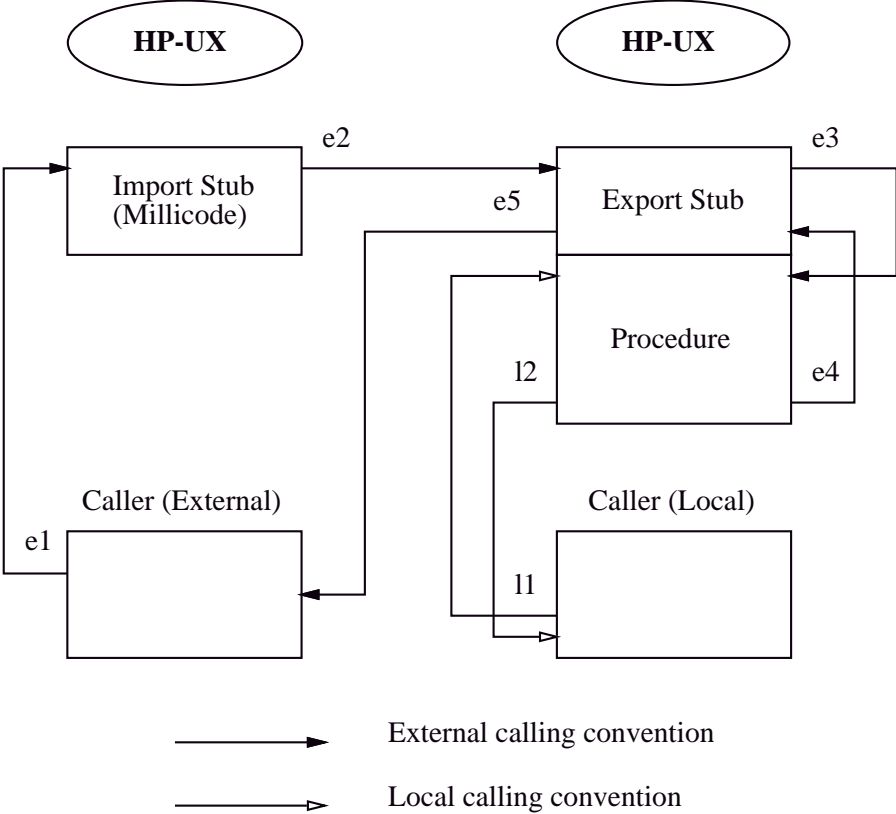 HP-UX
HP-UX
e2
e3
Import Stub
(Millicode)
e5
Export Stub
Procedure
l2
e4
Caller (External)
Caller (Local)
e1
l1
External calling convention
Local calling convention